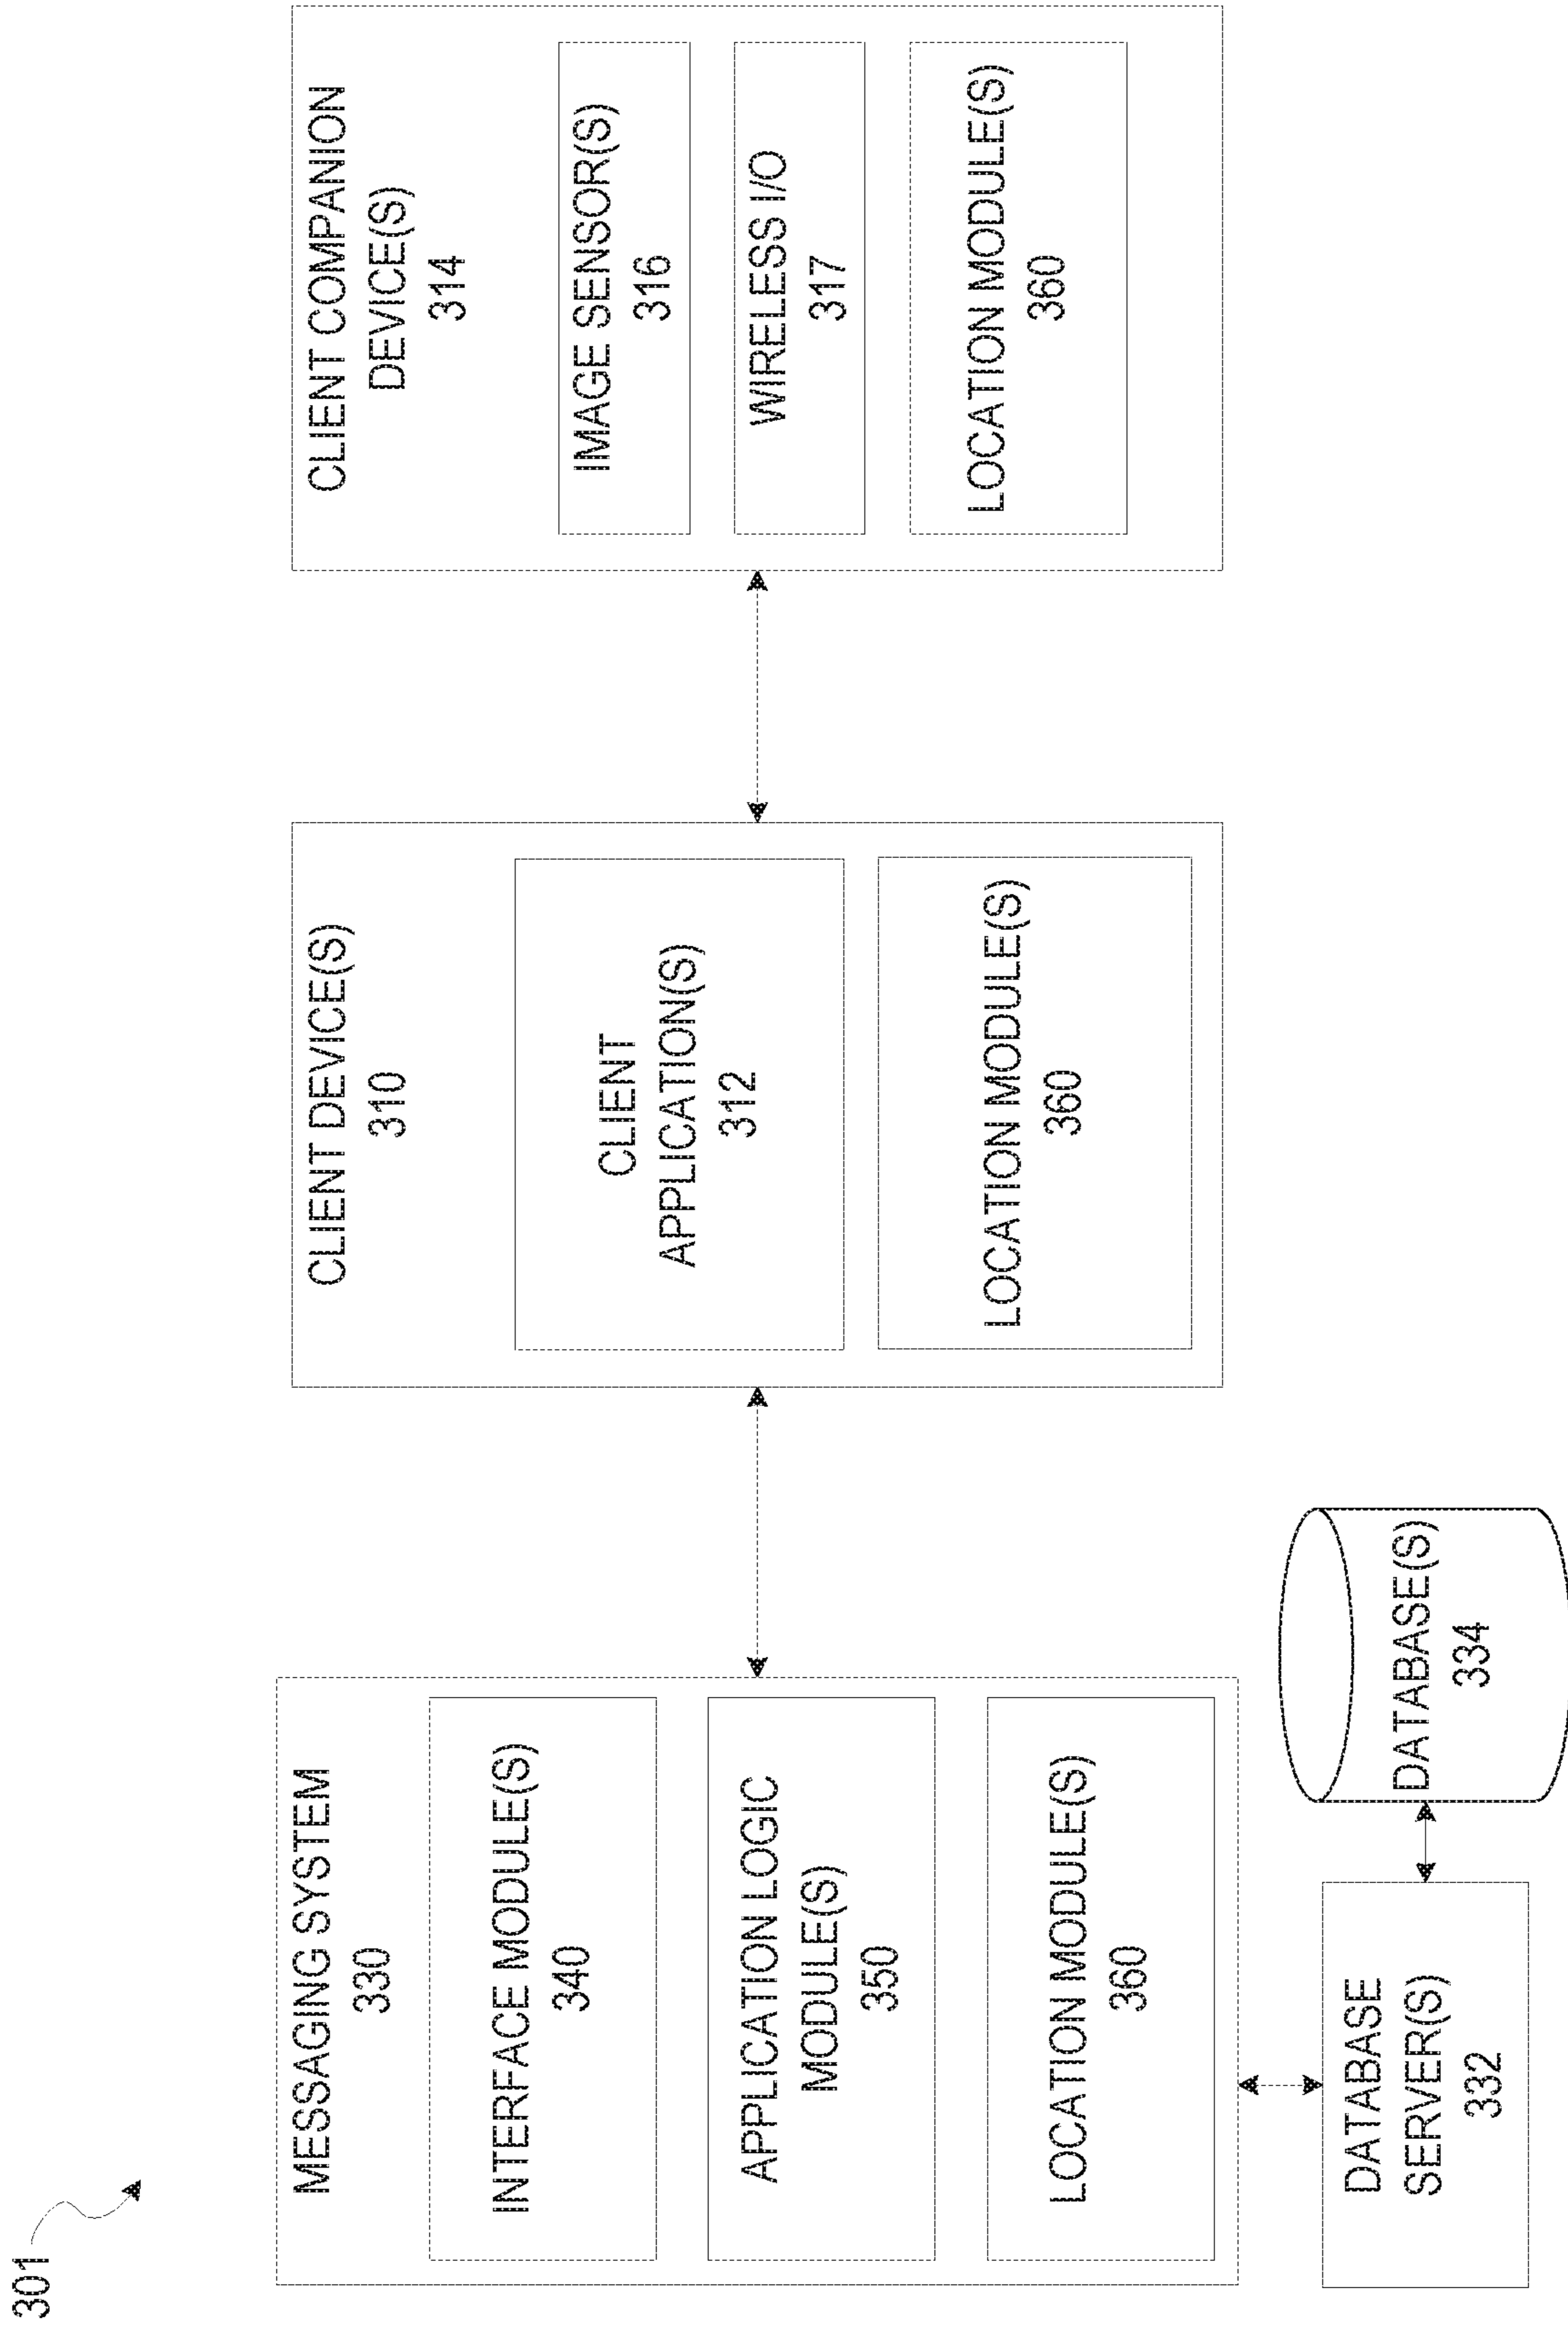 301
MESSAGING SYSTEM
330
INTERFACE MODULE(S)
340
APPLICATION LOGIC
MODULE(S)
350
LOCATION MODULE(S)
360
DATABASE
SERVER(S)
332
DATABASE(S)
334
CLIENT DEVICE(S)
310
CLIENT
APPLICATION(S)
312
LOCATION MODULE(S)
360
CLIENT COMPANION
DEVICE(S)
314
IMAGE SENSOR(S)
316
WIRELESS I/O
317
LOCATION MODULE(S)
360